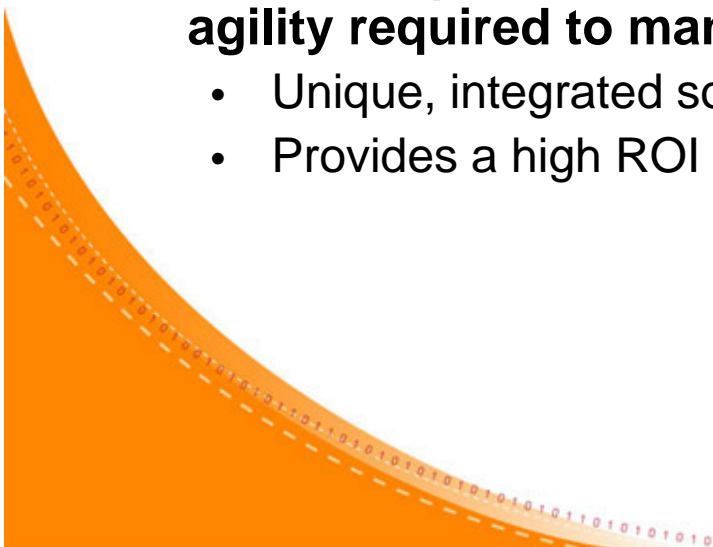 agility required to mar
• Unique, integrated so
• Provides a high ROI